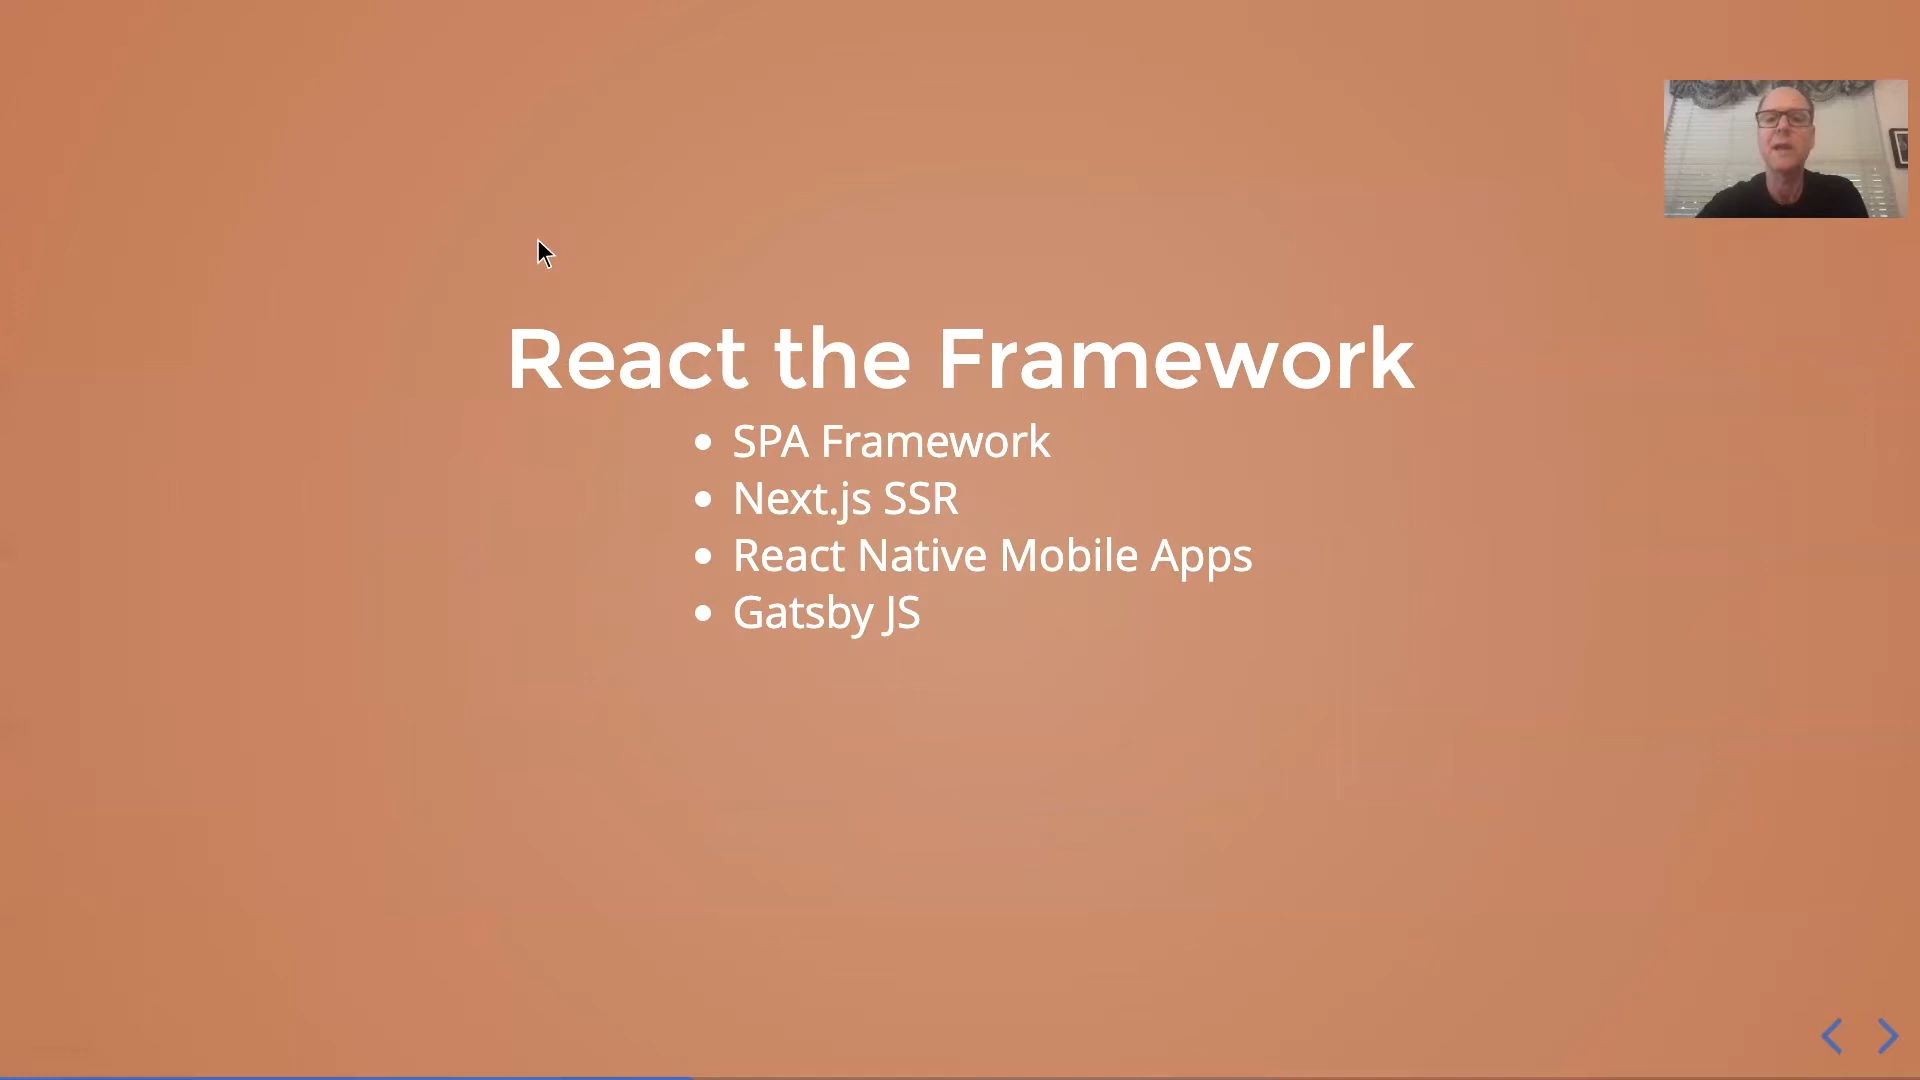 React the Framework
SPA Framework
Next.js SSR
React Native Mobile Apps
Gatsby JS